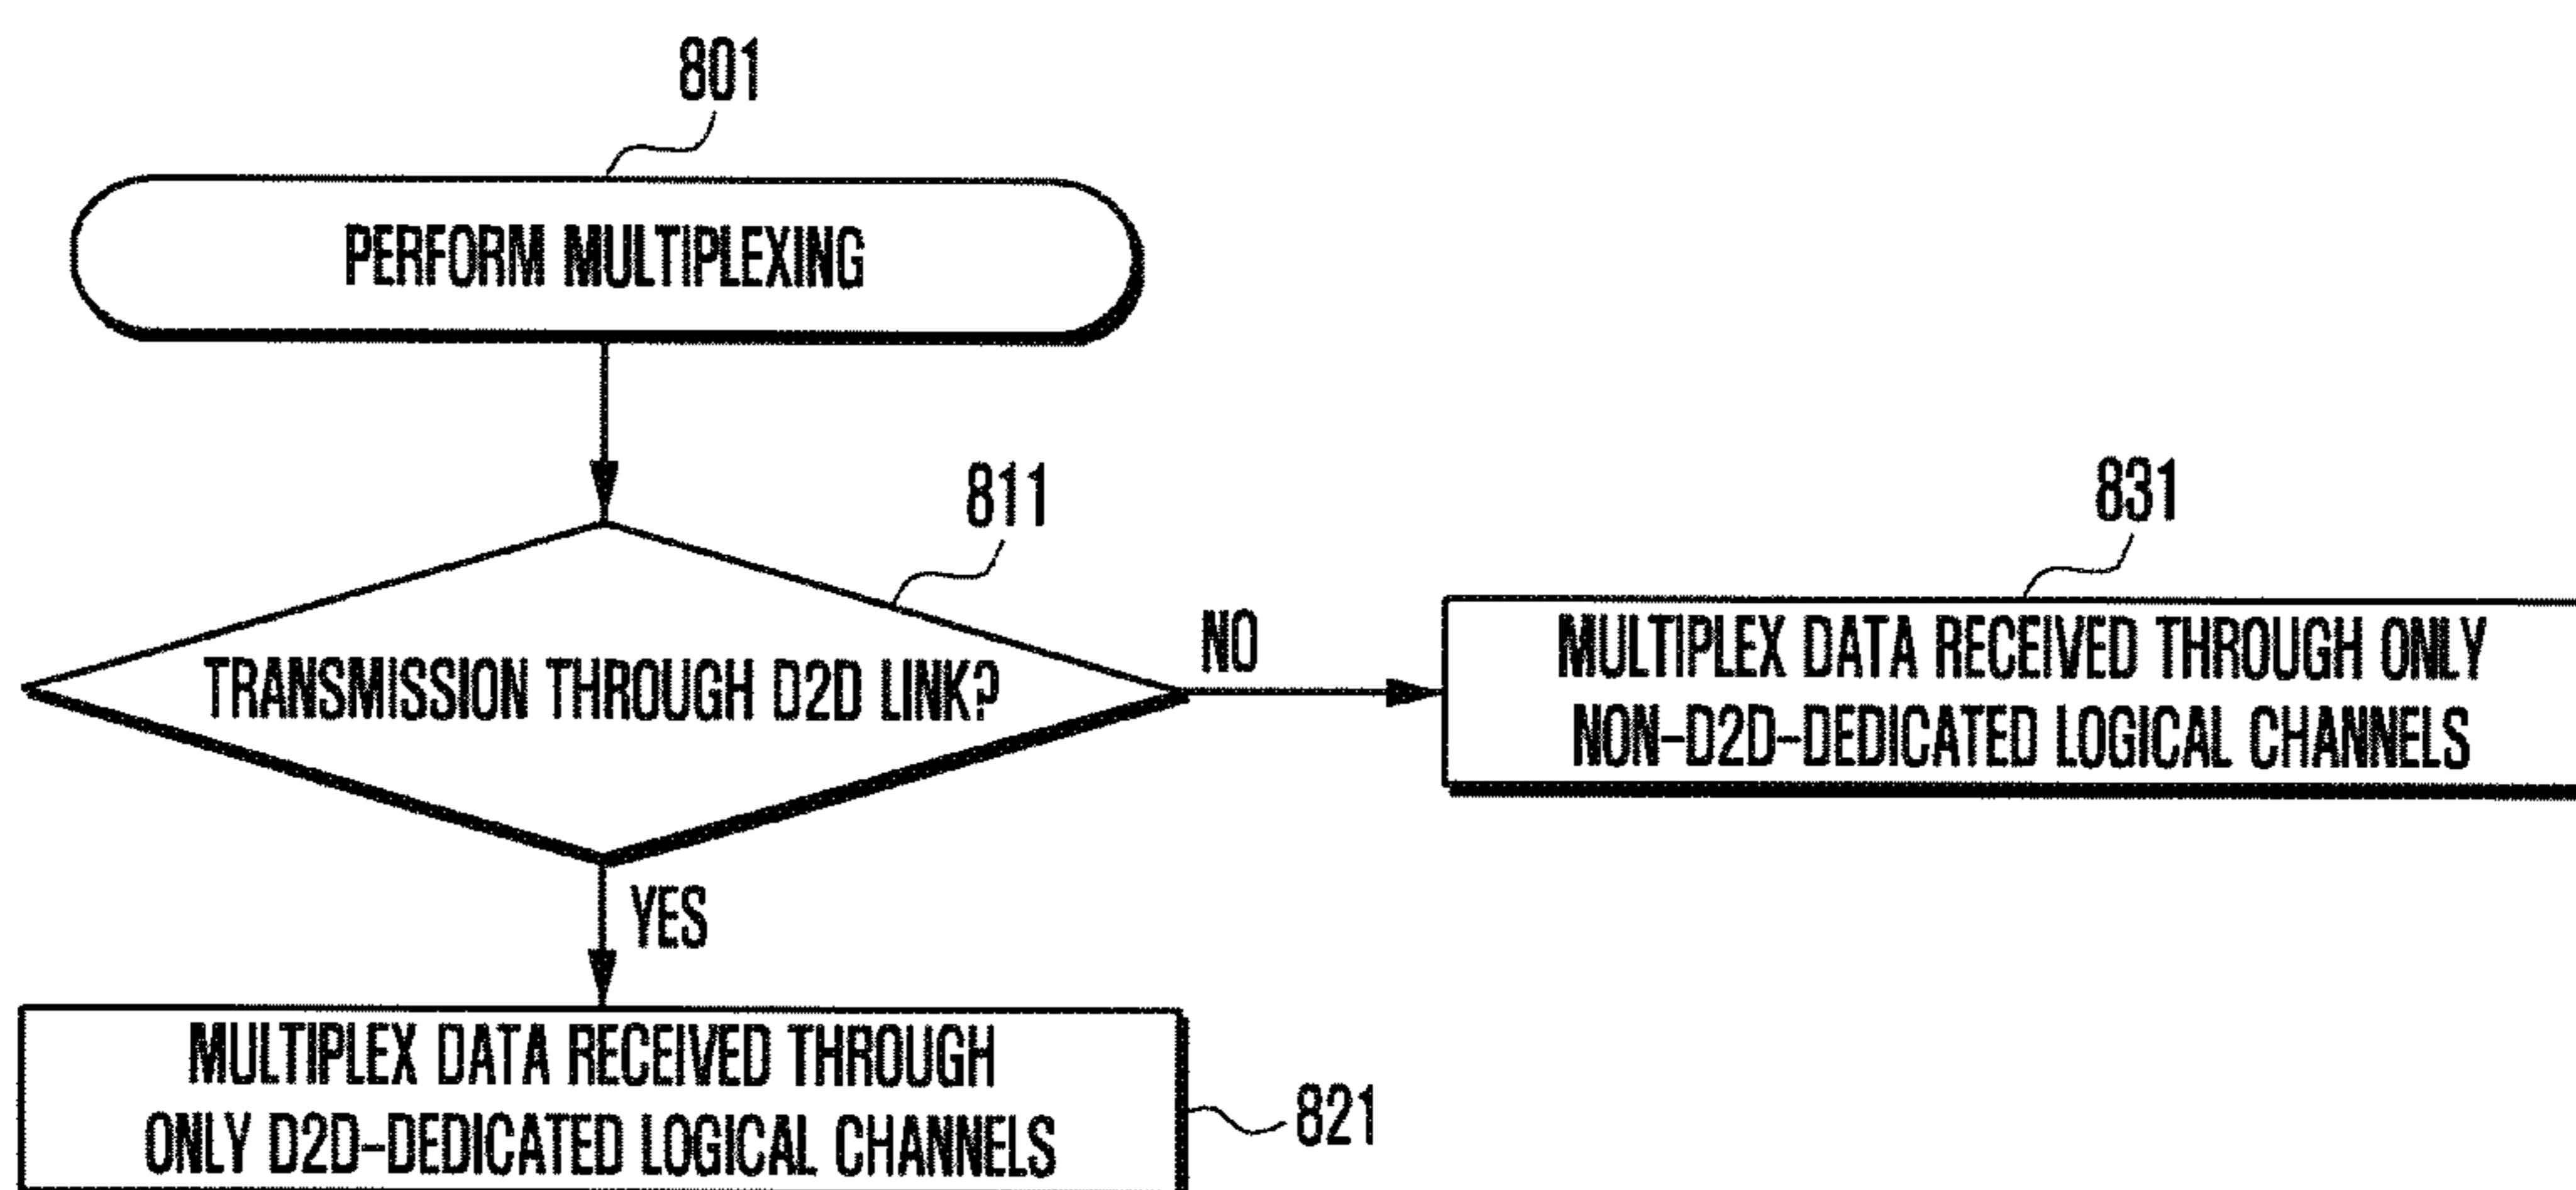 801
PERFORM MULTIPLEXING
811
TRANSMISSION THROUGH D2D LINK?
NO
831
MULTIPLEX DATA RECEIVED THROUGH ONLY
NON-D2D-DEDICATED LOGICAL CHANNELS
YES
MULTIPLEX DATA RECEIVED THROUGH
ONLY D2D-DEDICATED LOGICAL CHANNELS
821